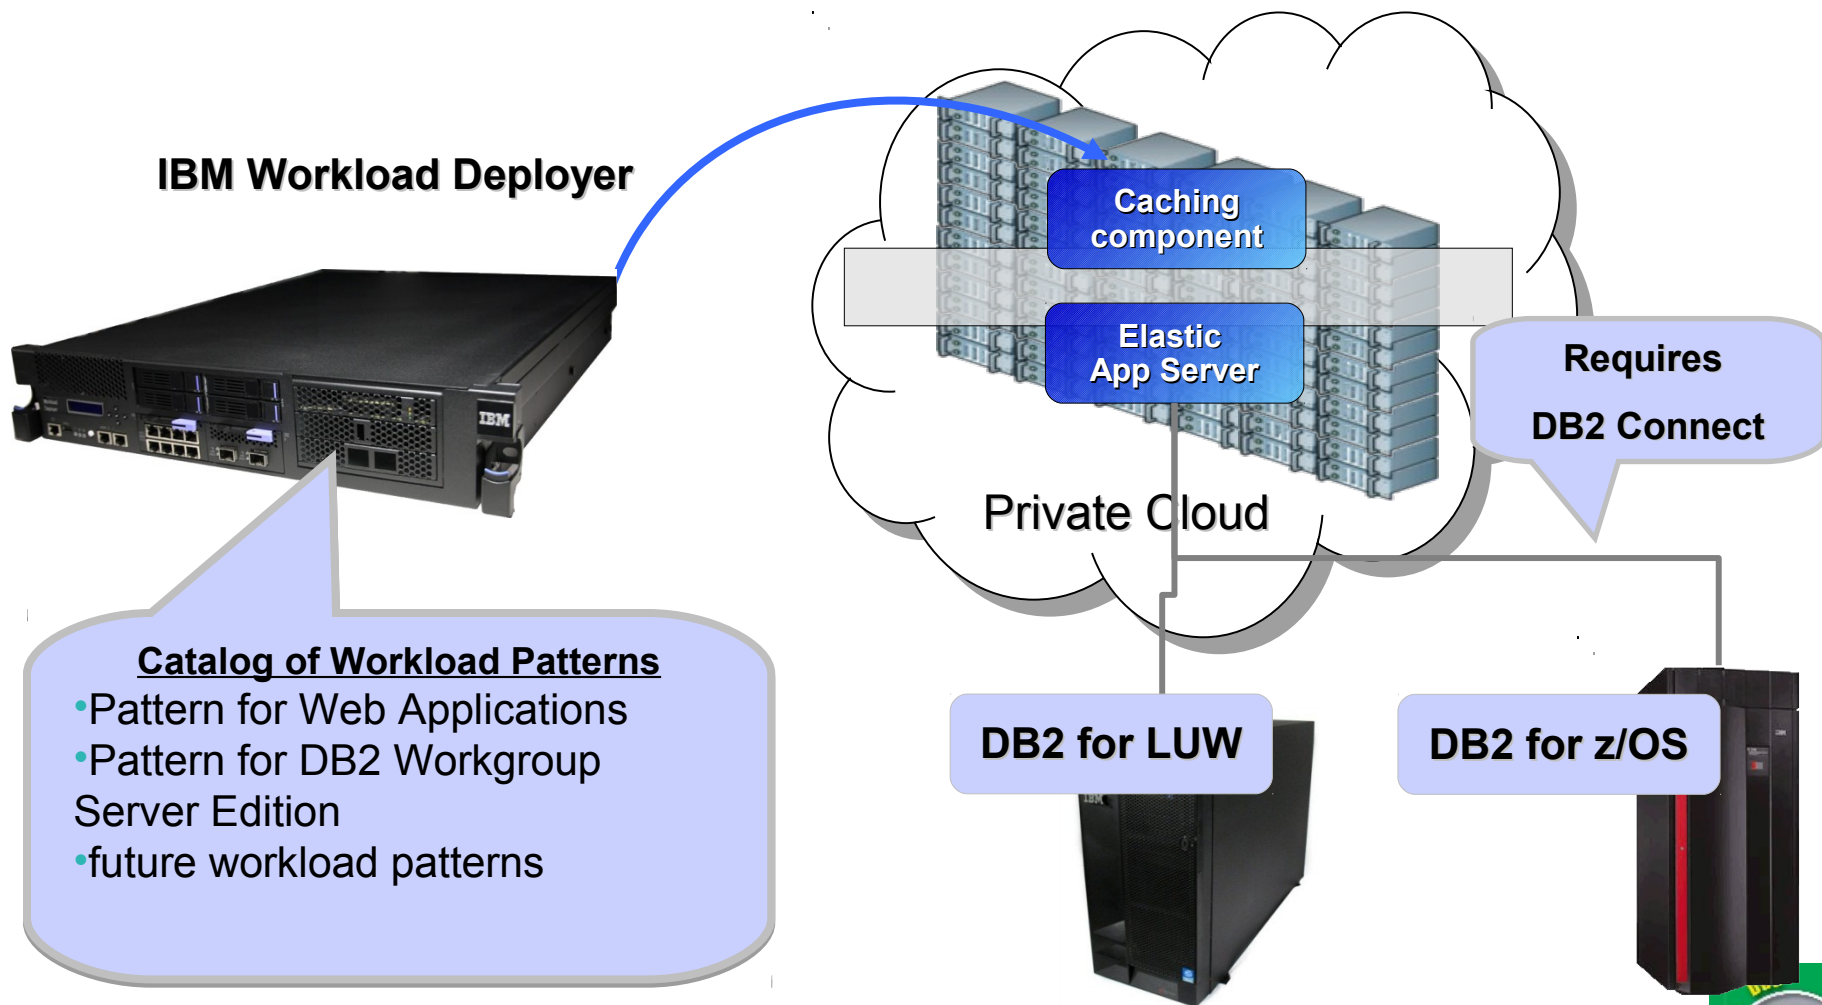 IBM Workload Deployer
Caching
component
Elastic
App Server
Requires
DB2 Connect
Private Cloud
IBM
Catalog of Workload Patterns
•Pattern for Web Applications
•Pattern for DB2 Workgroup
Server Edition
•future workload patterns
DB2 for LUW
DB2 for z/OS
IBM